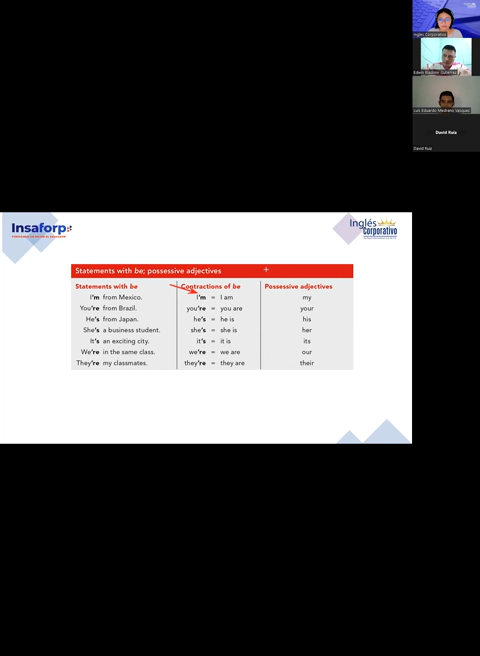 Inglés Corporativo
Luis Eduardo Medrano Vasquez
David Ruiz
David Ruiz
Insaforp
Inglés
Corporativo
Statements with be; possessive adjectives
Statements with be Contractions of be Possessive adjectives
I'm from Mexico. I'm = I am my
You're from Brazil. you're = you are your
He's from Japan. he's = he is his
She's a business student. she's = she is her
It's an exciting city. it's = it is its
We're in the same class. we're = we are our
They're my classmates. they're = they are their